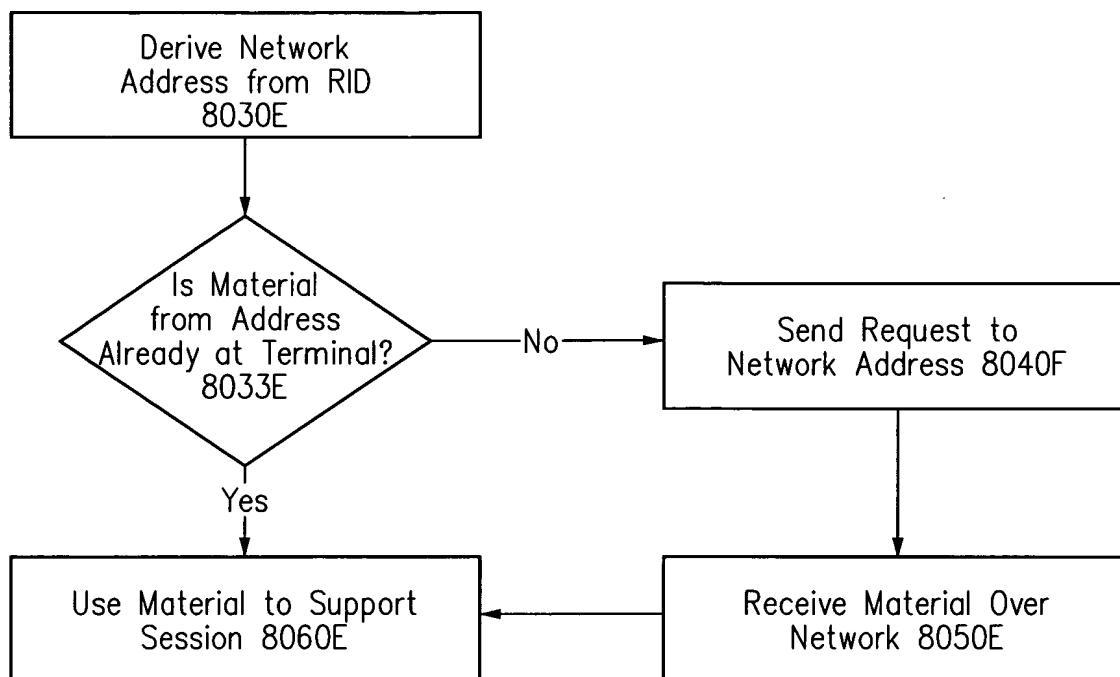 Derive Network
Address from RID
8030E
Is Material
from Address
Already at Terminal?
8033E
No
Send Request to
Network Address 8040F
Yes
Use Material to Support
Session 8060E
Receive Material Over
Network 8050E